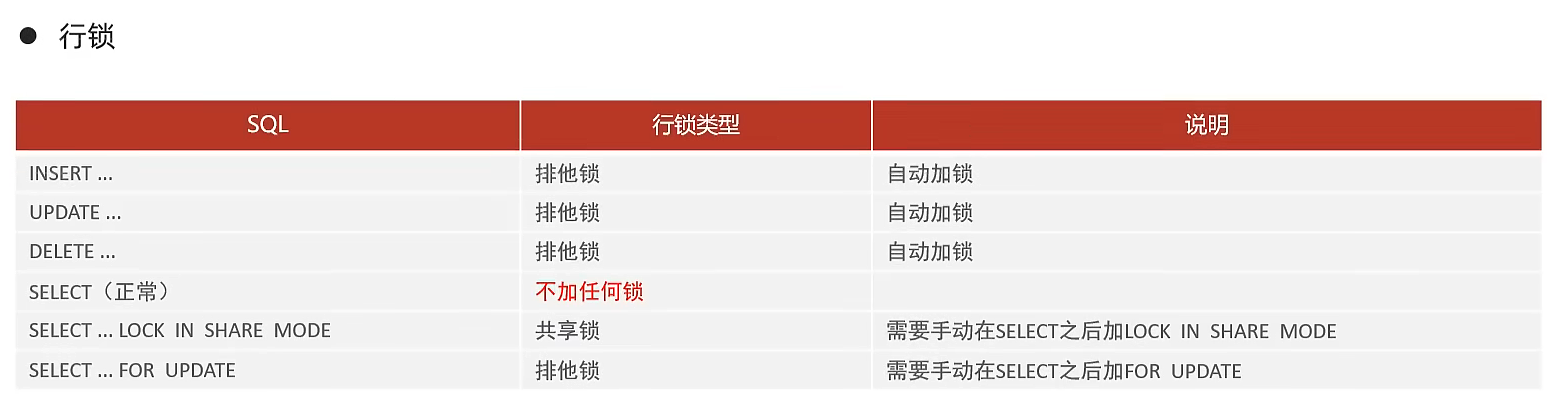 ● 行锁
SQL 行锁类型 说明
INSERT ... 排他锁 自动加锁
UPDATE ... 排他锁 自动加锁
DELETE ... 排他锁 自动加锁
SELECT（正常） 不加任何锁
SELECT ... LOCK IN SHARE MODE 共享锁 需要手动在SELECT之后加LOCK IN SHARE MODE
SELECT ... FOR UPDATE 排他锁 需要手动在SELECT之后加FOR UPDATE